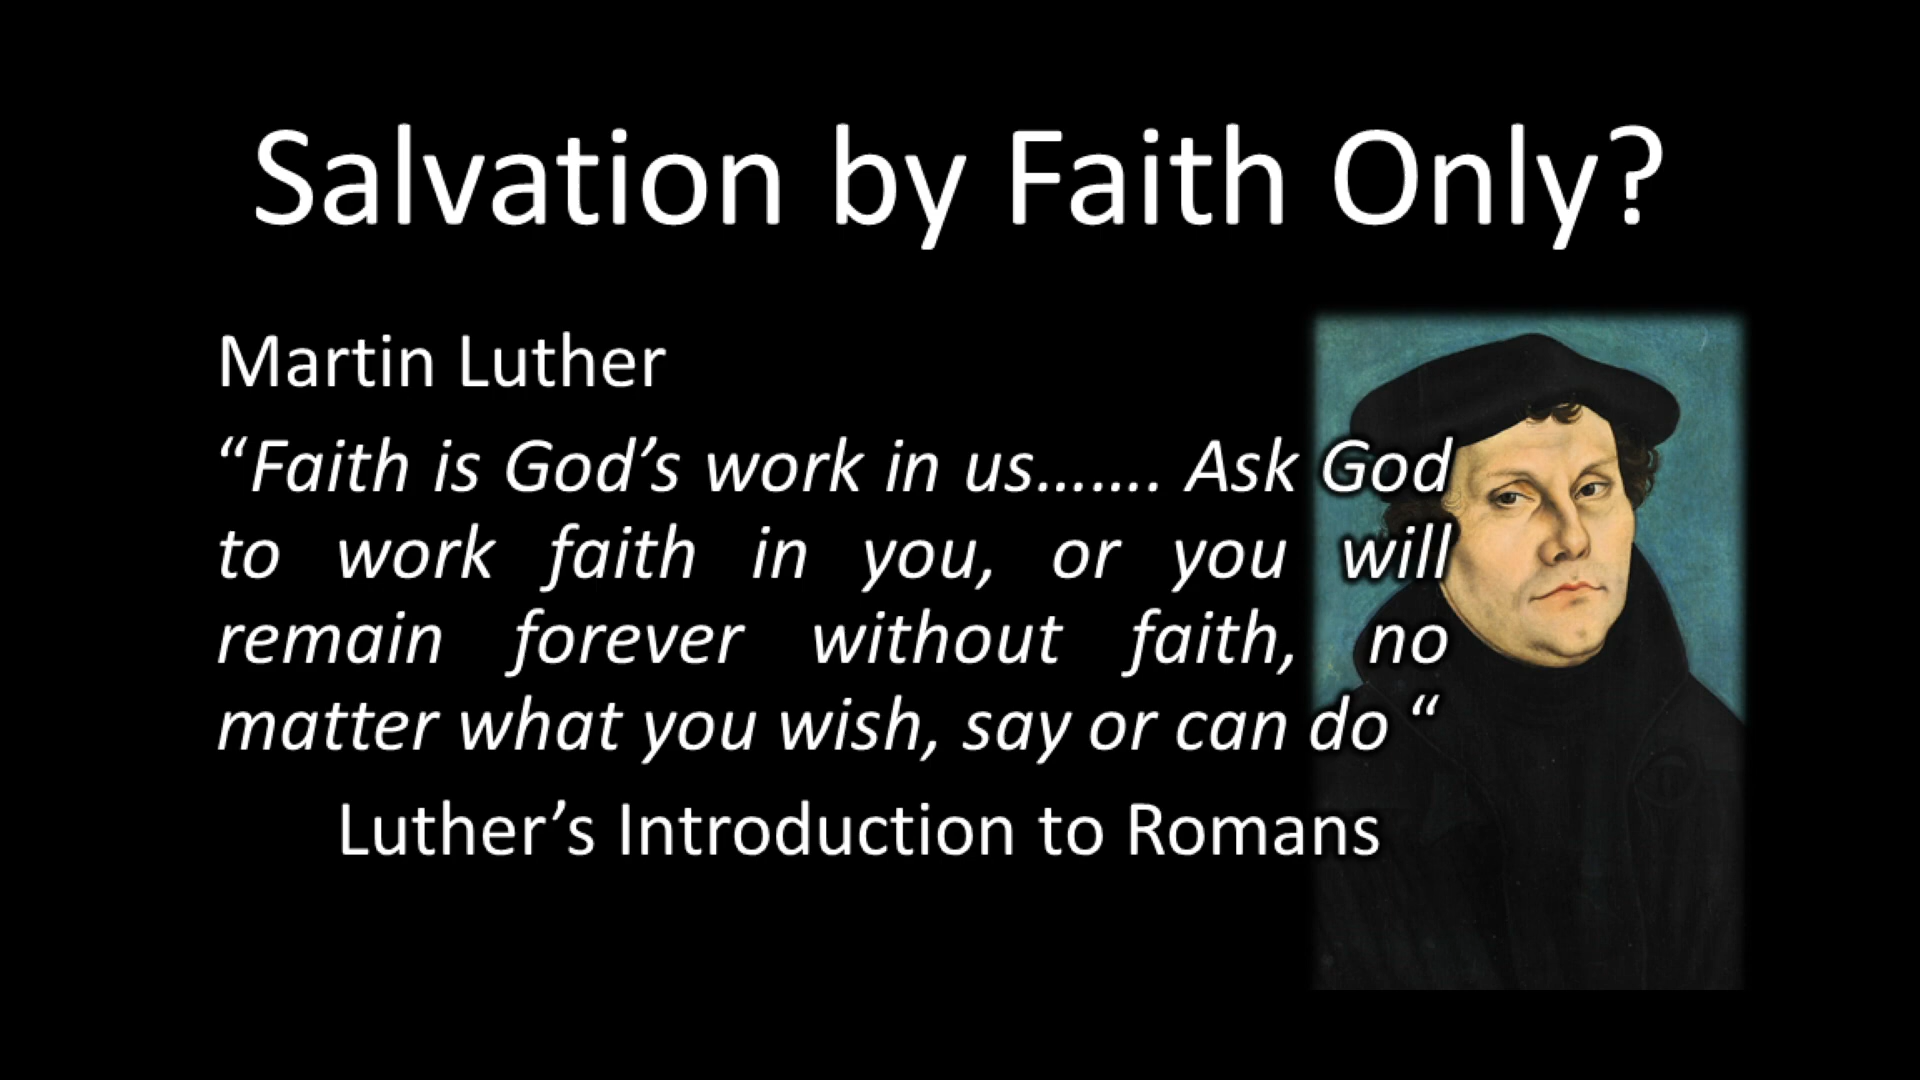 Salvation by Faith Only?
Martin Luther
“Faith is God’s work in us....... Ask God
to work faith in you, or you will
remain forever without faith, no
matter what you wish, say or can do “
Luther’s Introduction to Romans